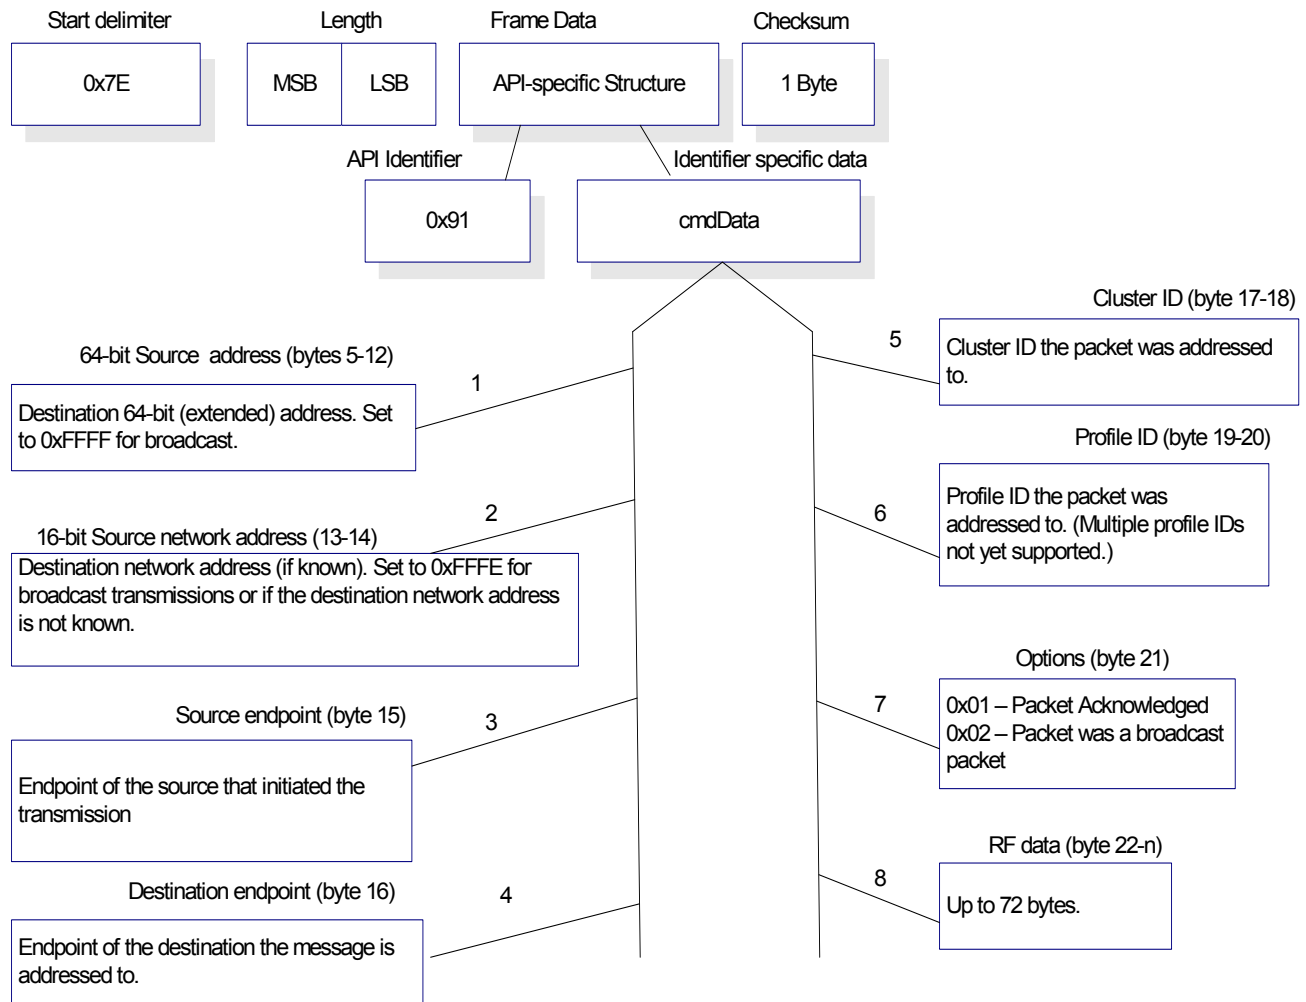 Start delimiter
Length
Frame Data
Checksum
0x7E
MSB
LSB
API-specific Structure
1 Byte
API Identifier
Identifier specific data
0x91
cmdData
64-bit Source  address (bytes 5-12)
1
Destination 64-bit (extended) address. Set
to 0xFFFF for broadcast.
16-bit Source network address (13-14)
2
Destination network address (if known). Set to 0xFFFE for
broadcast transmissions or if the destination network address
is not known.
Source endpoint (byte 15)
3
Endpoint of the source that initiated the
transmission
Destination endpoint (byte 16)
4
Endpoint of the destination the message is
addressed to.
Cluster ID (byte 17-18)
5
Cluster ID the packet was addressed
to.
Profile ID (byte 19-20)
6
Profile ID the packet was
addressed to. (Multiple profile IDs
not yet supported.)
Options (byte 21)
7
0x01 – Packet Acknowledged
0x02 – Packet was a broadcast
packet
RF data (byte 22-n)
8
Up to 72 bytes.